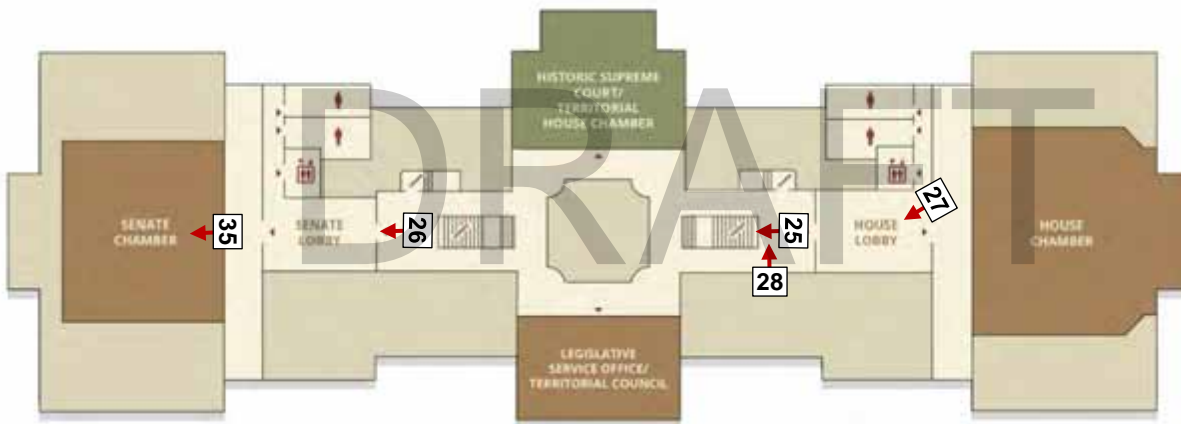 HISTORIC SUPREME
COURT/
TERRITORIAL
HOUSE CHAMBER
DRAFT
SENATE
CHAMBER
35
SENATE
LOBBY
26
25
28
HOUSE
LOBBY
27
HOUSE
CHAMBER
LEGISLATIVE
SERVICE OFFICE/
TERRITORIAL COUNCIL